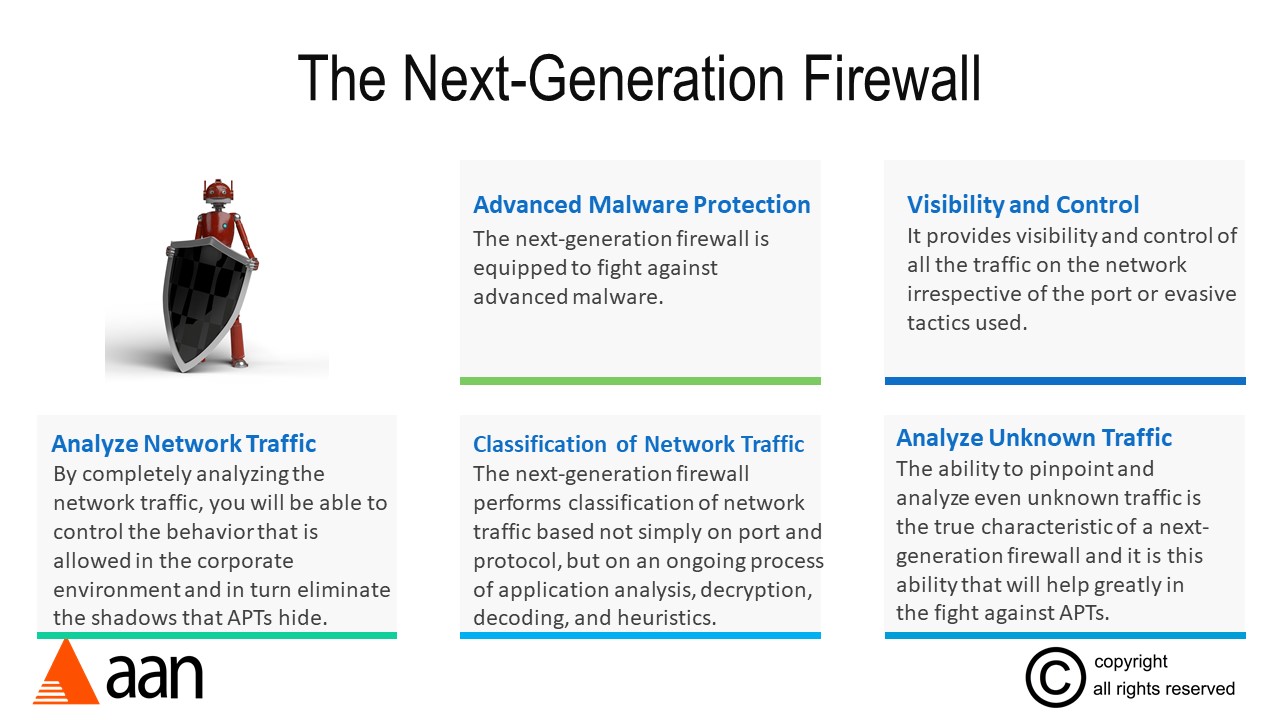 The Next-Generation Firewall
Advanced Malware Protection
The next-generation firewall is
equipped to fight against
advanced malware.
Visibility and Control
It provides visibility and control of
all the traffic on the network
irrespective of the port or evasive
tactics used.
Analyze Network Traffic
By completely analyzing the
network traffic, you will be able to
control the behavior that is
allowed in the corporate
environment and in turn eliminate
the shadows that APTs hide.
Classification of Network Traffic
The next-generation firewall
performs classification of network
traffic based not simply on port and
protocol, but on an ongoing process
of application analysis, decryption,
decoding, and heuristics.
Analyze Unknown Traffic
The ability to pinpoint and
analyze even unknown traffic is
the true characteristic of a next-
generation firewall and it is this
ability that will help greatly in
the fight against APTs.
aan
©
copyright
all rights reserved